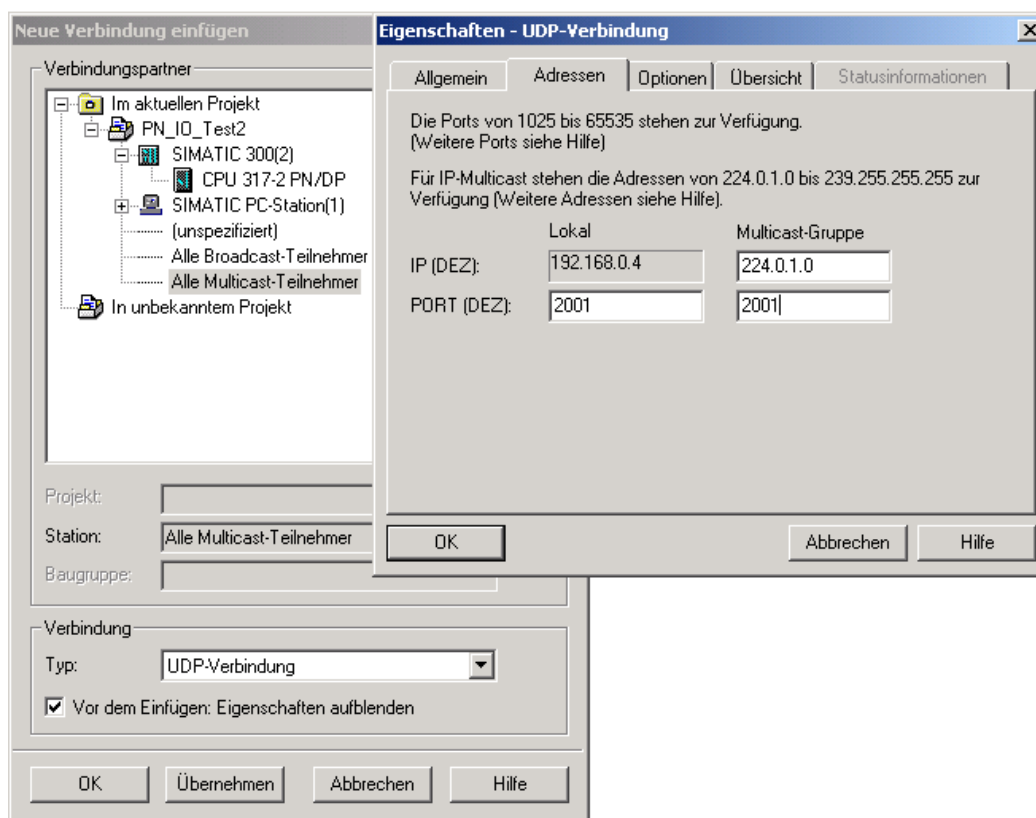 Neue Verbindung einfügen
Verbindungspartner
Im aktuellen Projekt
PN_IO_Test2
SIMATIC 300(2)
CPU 317-2 PN/DP
SIMATIC PC-Station(1)
(unspezifiziert)
Alle Broadcast-Teilnehmer
Alle Multicast-Teilnehmer
In unbekanntem Projekt
Projekt:
Station: Alle Multicast-Teilnehmer
Baugruppe:
Verbindung
Typ: UDP-Verbindung
Vor dem Einfügen: Eigenschaften aufblenden
OK Übernehmen Abbrechen Hilfe
Eigenschaften - UDP-Verbindung
Allgemein Adressen Optionen Übersicht Statusinformationen
Die Ports von 1025 bis 65535 stehen zur Verfügung.
(Weitere Ports siehe Hilfe)
Für IP-Multicast stehen die Adressen von 224.0.1.0 bis 239.255.255.255 zur
Verfügung (Weitere Adressen siehe Hilfe).
Lokal Multicast-Gruppe
IP (DEZ): 192.168.0.4 224.0.1.0
PORT (DEZ): 2001 2001
OK Abbrechen Hilfe